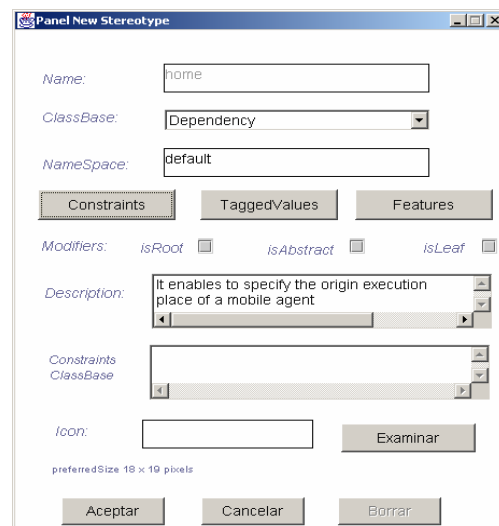 Panel New Stereotype
Name: home
ClassBase: Dependency
NameSpace: default
Constraints TaggedValues Features
Modifiers: isRoot isAbstract isLeaf
Description: It enables to specify the origin execution
place of a mobile agent
Constraints
ClassBase
Icon: Examinar
preferredSize 18 x 19 pixels
Aceptar Cancelar Borrar